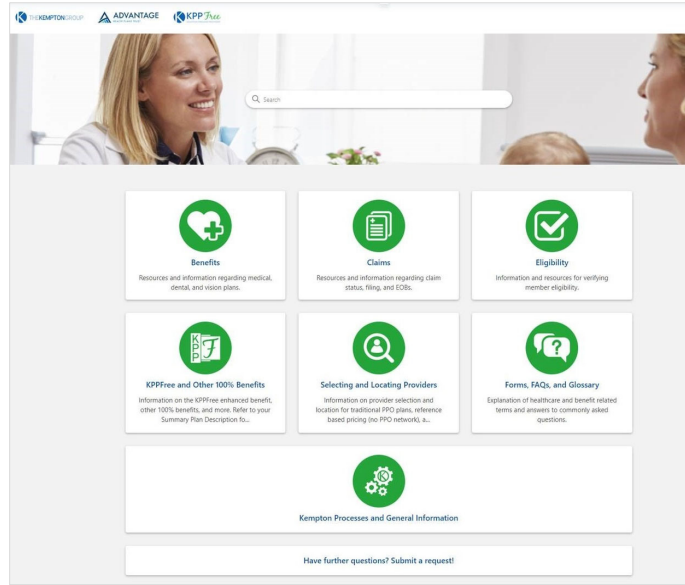 THEKEMPTONGROUP
ADVANTAGE
KPPFree
Search
Benefits
Resources and information regarding medical,
dental, and vision plans.
Claims
Resources and information regarding claim
status, filing, and EOBs.
Eligibility
Information and resources for verifying
member eligibility.
KPP F
KPPFree and Other 100% Benefits
Information on the KPPFree enhanced benefit,
other 100% benefits, and more. Refer to your
Summary Plan Description fo...
Selecting and Locating Providers
Information on provider selection and
location for traditional PPO plans, reference
based pricing (no PPO network), a...
Forms, FAQs, and Glossary
Explanation of healthcare and benefit related
terms and answers to commonly asked
questions.
K
Kempton Processes and General Information
Have further questions? Submit a request!